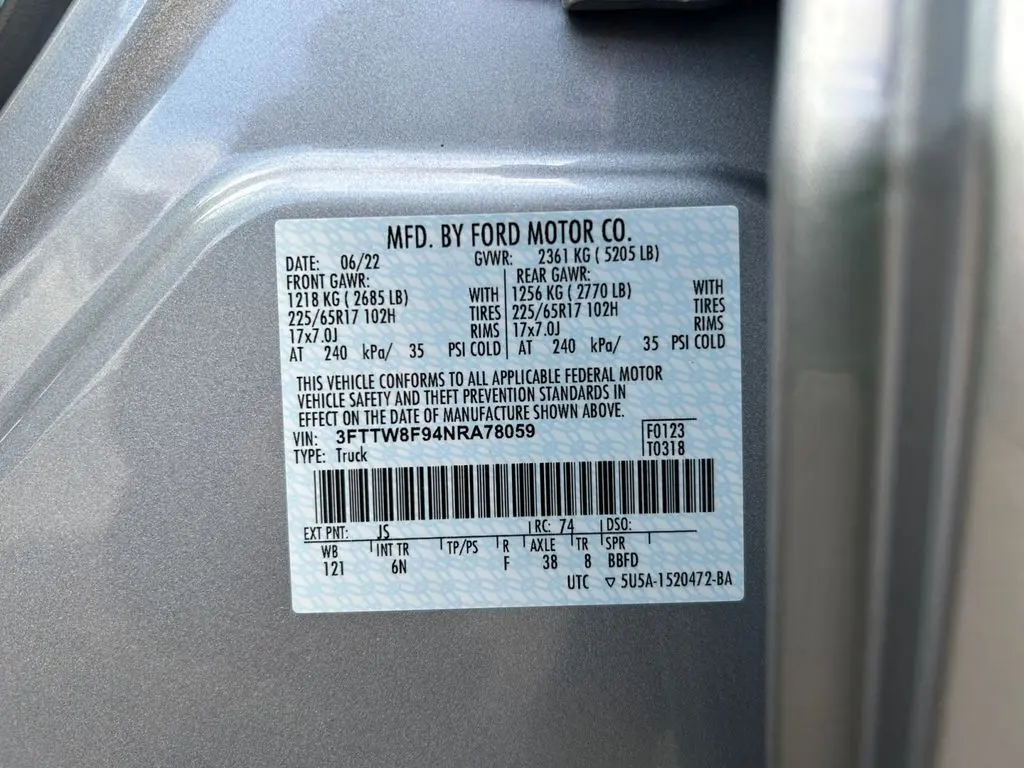 MFD. BY FORD MOTOR CO.
DATE: 06/22 GVWR: 2361 KG ( 5205 LB)
FRONT GAWR: REAR GAWR:
1218 KG ( 2685 LB) WITH 1256 KG ( 2770 LB) WITH
225/65R17 102H TIRES 225/65R17 102H TIRES
17x7.0J RIMS 17x7.0J RIMS
AT 240 kPa/ 35 PSI COLD AT 240 kPa/ 35 PSI COLD
THIS VEHICLE CONFORMS TO ALL APPLICABLE FEDERAL MOTOR
VEHICLE SAFETY AND THEFT PREVENTION STANDARDS IN
EFFECT ON THE DATE OF MANUFACTURE SHOWN ABOVE.
VIN: 3FTTW8F94NRA78059 F0123
TYPE: Truck T0318
EXT PNT: JS RC: 74 DSO:
WB INT TR TP/PS R AXLE TR SPR
121 6N F 38 8 BBFD
UTC ▽ 5U5A-1520472-BA